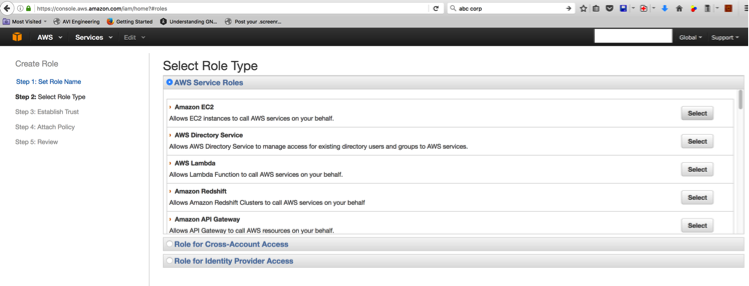 https://console.aws.amazon.com/iam/home?#roles
abc corp
Most Visited
AVI Engineering
Getting Started
Understanding GN...
Post your .screenr...
AWS
Services
Edit
Global
Support
Create Role
Step 1: Set Role Name
Step 2: Select Role Type
Step 3: Establish Trust
Step 4: Attach Policy
Step 5: Review
Select Role Type
AWS Service Roles
Amazon EC2
Allows EC2 instances to call AWS services on your behalf.
Select
AWS Directory Service
Allows AWS Directory Service to manage access for existing directory users and groups to AWS services.
Select
AWS Lambda
Allows Lambda Function to call AWS services on your behalf.
Select
Amazon Redshift
Allows Amazon Redshift Clusters to call AWS services on your behalf
Select
Amazon API Gateway
Allows API Gateway to call AWS resources on your behalf.
Select
Role for Cross-Account Access
Role for Identity Provider Access